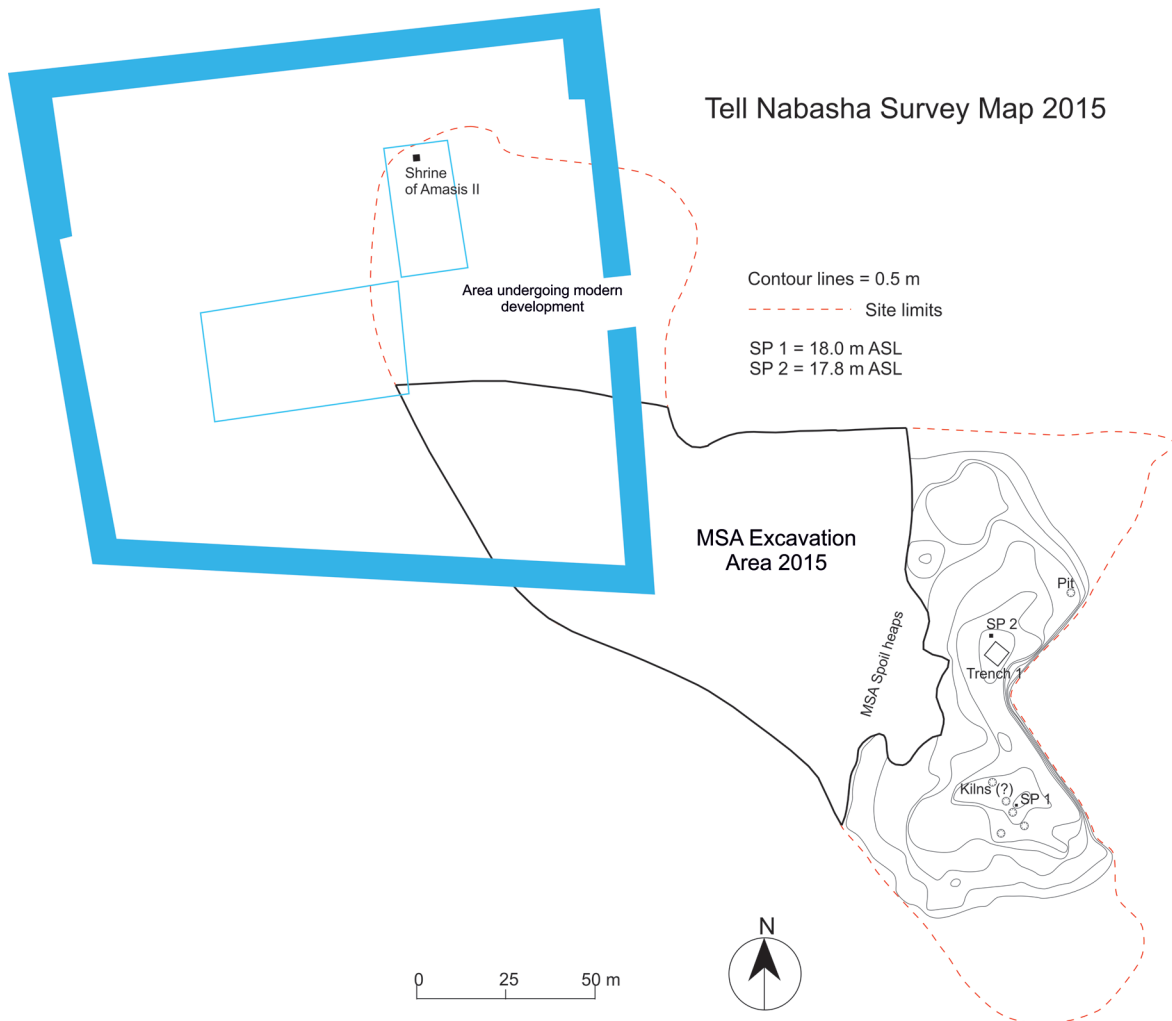 Tell Nabasha Survey Map 2015
Shrine
of Amasis II
Area undergoing modern
development
Contour lines = 0.5 m
Site limits
SP 1 = 18.0 m ASL
SP 2 = 17.8 m ASL
MSA Excavation
Area 2015
Pit
SP 2
Trench 1
MSA Spoil heaps
Kilns (?)
SP 1
N
0 25 50 m